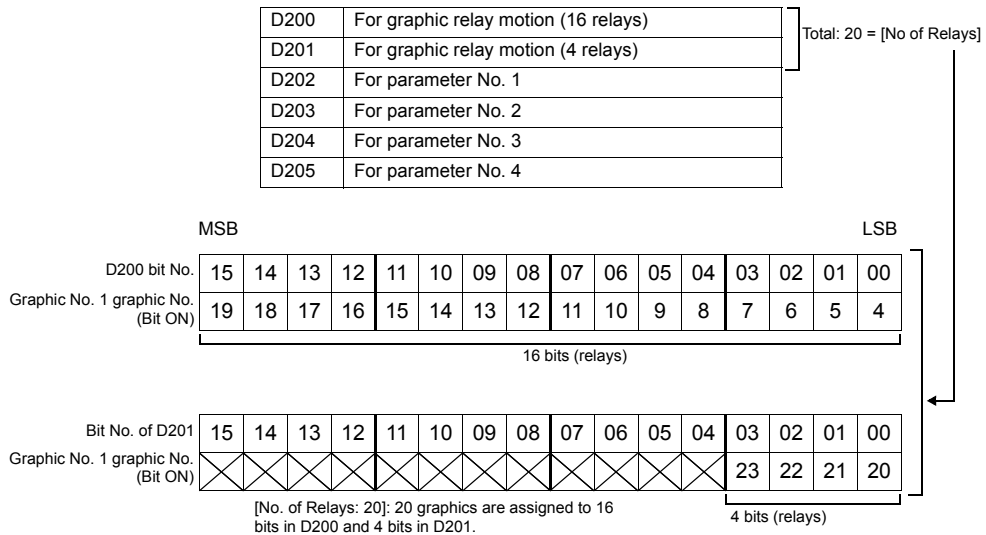 D200 For graphic relay motion (16 relays)
D201 For graphic relay motion (4 relays)
Total: 20 = [No of Relays]
D202 For parameter No. 1
D203 For parameter No. 2
D204 For parameter No. 3
D205 For parameter No. 4
MSB LSB
D200 bit No. 15 14 13 12 11 10 09 08 07 06 05 04 03 02 01 00
Graphic No. 1 graphic No.
(Bit ON) 19 18 17 16 15 14 13 12 11 10 9 8 7 6 5 4
16 bits (relays)
Bit No. of D201 15 14 13 12 11 10 09 08 07 06 05 04 03 02 01 00
Graphic No. 1 graphic No.
(Bit ON) 23 22 21 20
[No. of Relays: 20]: 20 graphics are assigned to 16
bits in D200 and 4 bits in D201.
4 bits (relays)